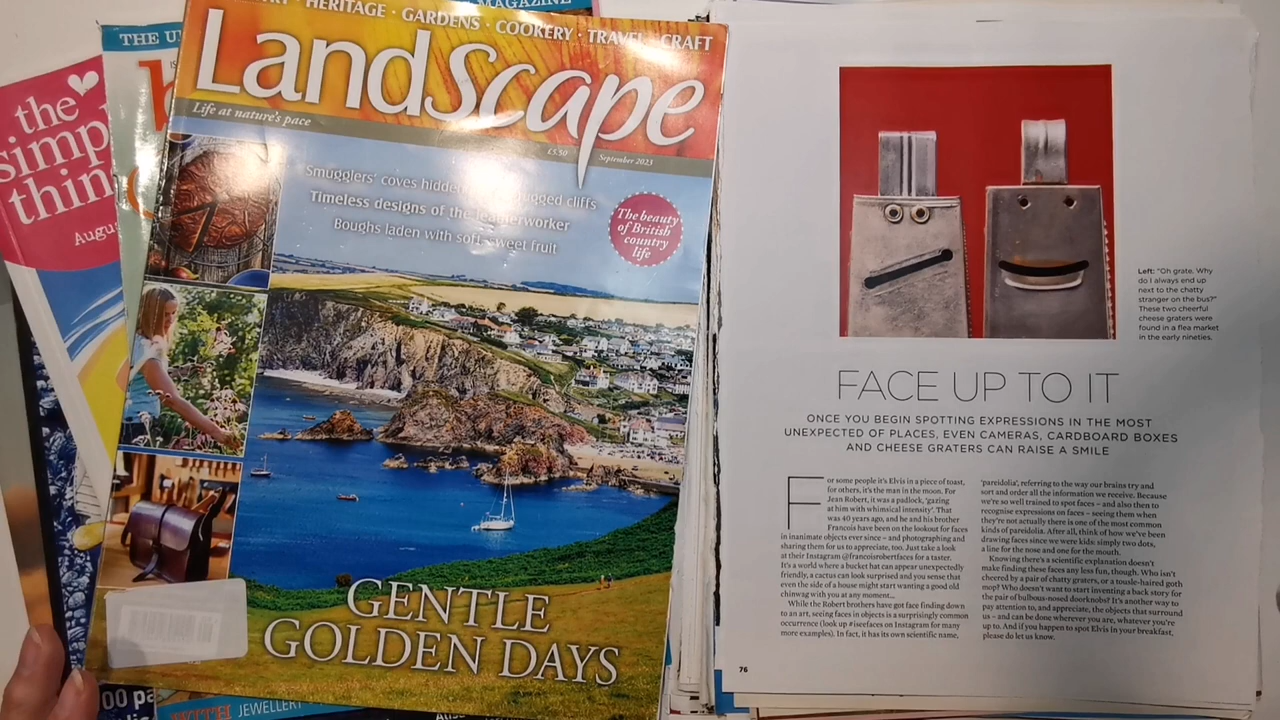 the
simp
thin
Augu
THE U
MAGAZINE
HERITAGE · GARDENS · COOKERY · TRAVEL · CRAFT
Landscape
Life at nature's pace
£5.50
September 2023
Smugglers' coves hidden rugged cliffs
Timeless designs of the leatherworker
Boughs laden with soft, sweet fruit
The beauty
of British
country
life
GENTLE
GOLDEN DAYS
00 pa
JEWELLERY
Left: "Oh grate. Why
do I always end up
next to the chatty
stranger on the bus?"
These two cheerful
cheese graters were
found in a flea market
in the early nineties.
FACE UP TO IT
ONCE YOU BEGIN SPOTTING EXPRESSIONS IN THE MOST
UNEXPECTED OF PLACES, EVEN CAMERAS, CARDBOARD BOXES
AND CHEESE GRATERS CAN RAISE A SMILE
For some people it's Elvis in a piece of toast,
for others, it's the man in the moon. For
Jean Robert, it was a padlock, 'gazing
at him with whimsical intensity'. That
was 40 years ago, and he and his brother
Francois have been on the lookout for faces
in inanimate objects ever since – and photographing and
sharing them for us to appreciate, too. Just take a look
at their Instagram @francoisrobertfaces for a taster.
It's a world where a bucket hat can appear unexpectedly
friendly, a cactus can look surprised and you sense that
even the side of a house might start wanting a good old
chinwag with you at any moment...
While the Robert brothers have got face finding down
to an art, seeing faces in objects is a surprisingly common
occurrence (look up #iseefaces on Instagram for many
more examples). In fact, it has its own scientific name,
'pareidolia', referring to the way our brains try and
sort and order all the information we receive. Because
we're so well trained to spot faces – and also then to
recognise expressions on faces – seeing them when
they're not actually there is one of the most common
kinds of pareidolia. After all, think of how we've been
drawing faces since we were kids: simply two dots,
a line for the nose and one for the mouth.
Knowing there's a scientific explanation doesn't
make finding these faces any less fun, though. Who isn't
cheered by a pair of chatty graters, or a tousle-haired goth
mop? Who doesn't want to start inventing a back story for
the pair of bulbous-nosed doorknobs? It's another way to
pay attention to, and appreciate, the objects that surround
us – and can be done wherever you are, whatever you're
up to. And if you happen to spot Elvis in your breakfast,
please do let us know.
76